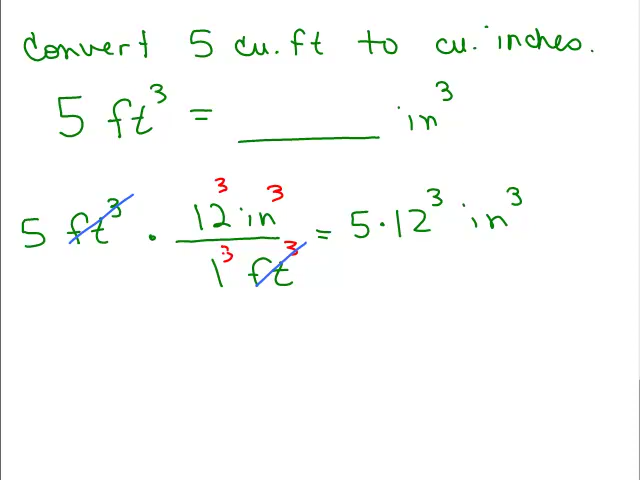 Convert 5 cu.ft to cu. inches.
5 ft³ = ________ in³
5 ft³ · 12³ in³ / 1³ ft³ = 5·12³ in³